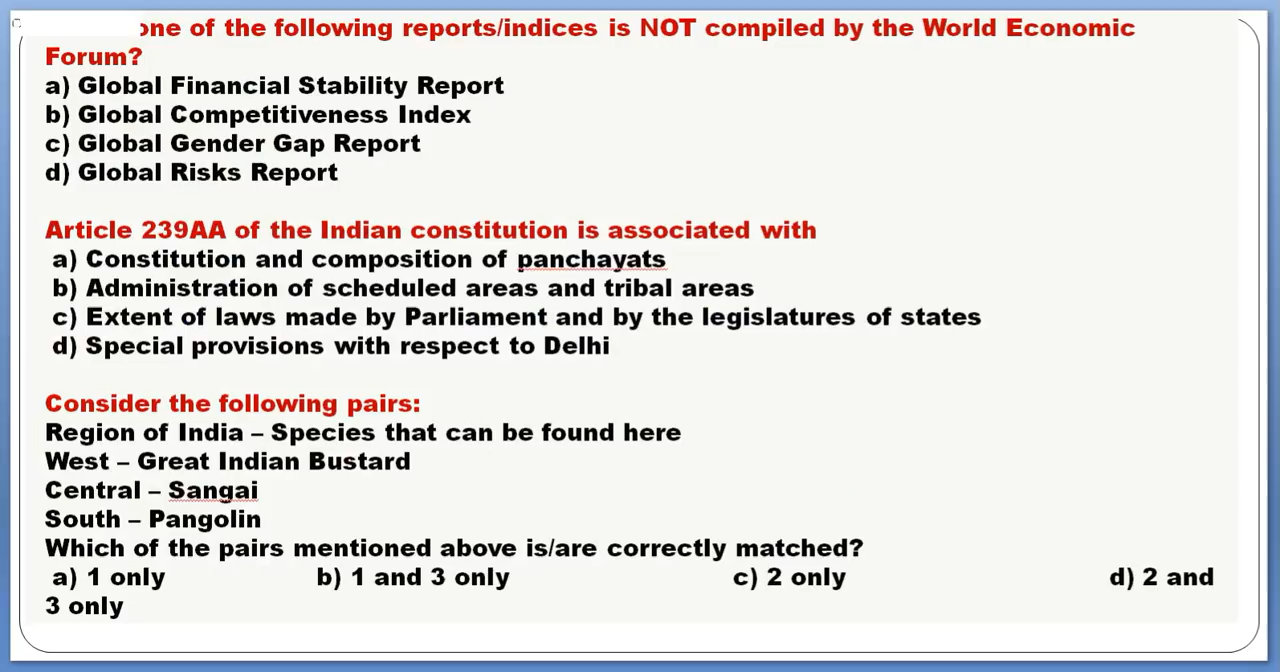 one of the following reports/indices is NOT compiled by the World Economic
Forum?
a) Global Financial Stability Report
b) Global Competitiveness Index
c) Global Gender Gap Report
d) Global Risks Report
Article 239AA of the Indian constitution is associated with
a) Constitution and composition of panchayats
b) Administration of scheduled areas and tribal areas
c) Extent of laws made by Parliament and by the legislatures of states
d) Special provisions with respect to Delhi
Consider the following pairs:
Region of India – Species that can be found here
West – Great Indian Bustard
Central – Sangai
South – Pangolin
Which of the pairs mentioned above is/are correctly matched?
a) 1 only b) 1 and 3 only c) 2 only d) 2 and
3 only